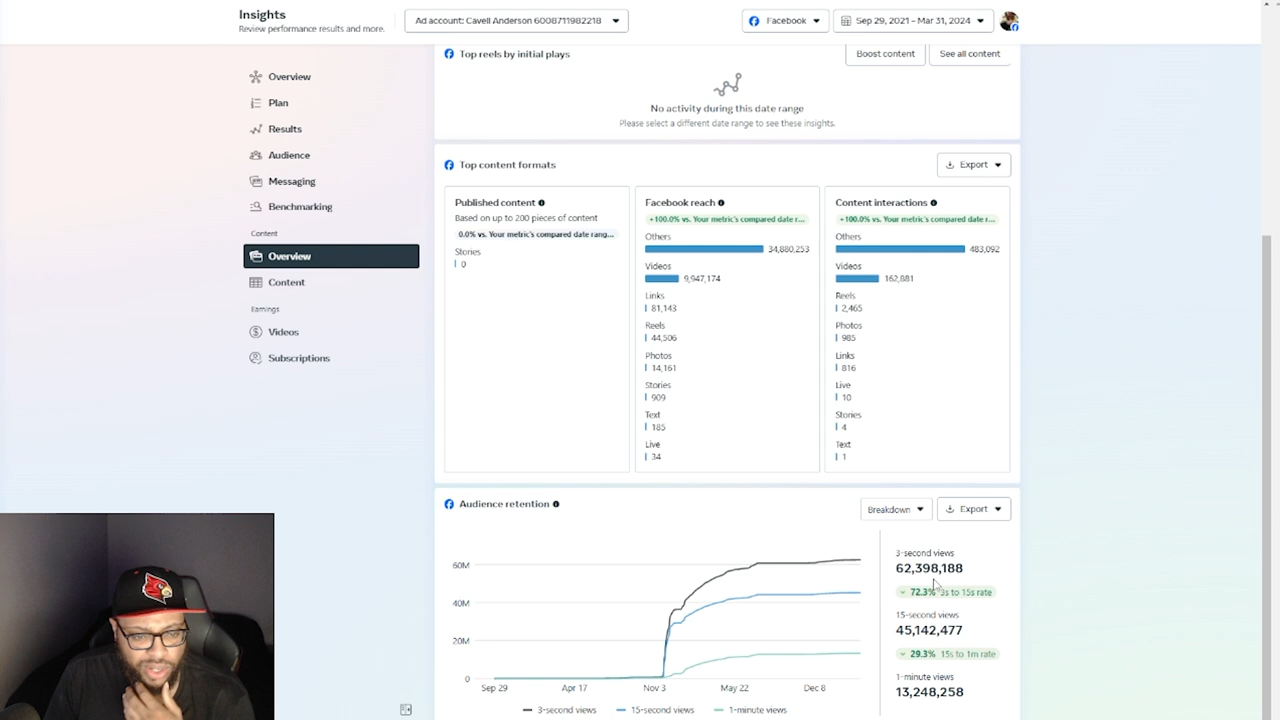 Insights
Review performance results and more.
Ad account: Cavell Anderson 6008711982218
Facebook
Sep 29, 2021 – Mar 31, 2024
Overview
Plan
Results
Audience
Messaging
Benchmarking
Content
Overview
Content
Earnings
Videos
Subscriptions
Top reels by initial plays
Boost content
See all content
No activity during this date range
Please select a different date range to see these insights.
Top content formats
Export
Published content
Based on up to 200 pieces of content
0.0% vs. Your metric's compared date rang...
Stories
0
Facebook reach
+100.0% vs. Your metric's compared date r...
Others
34,880,253
Videos
9,947,174
Links
81,143
Reels
44,506
Photos
14,161
Stories
909
Text
185
Live
34
Content interactions
+100.0% vs. Your metric's compared date r...
Others
483,092
Videos
162,881
Reels
2,465
Photos
985
Links
816
Live
10
Stories
4
Text
1
Audience retention
Breakdown
Export
60M
40M
20M
0
Sep 29
Apr 17
Nov 3
May 22
Dec 8
3-second views
15-second views
1-minute views
3-second views
62,398,188
72.3% 3s to 15s rate
15-second views
45,142,477
29.3% 15s to 1m rate
1-minute views
13,248,258